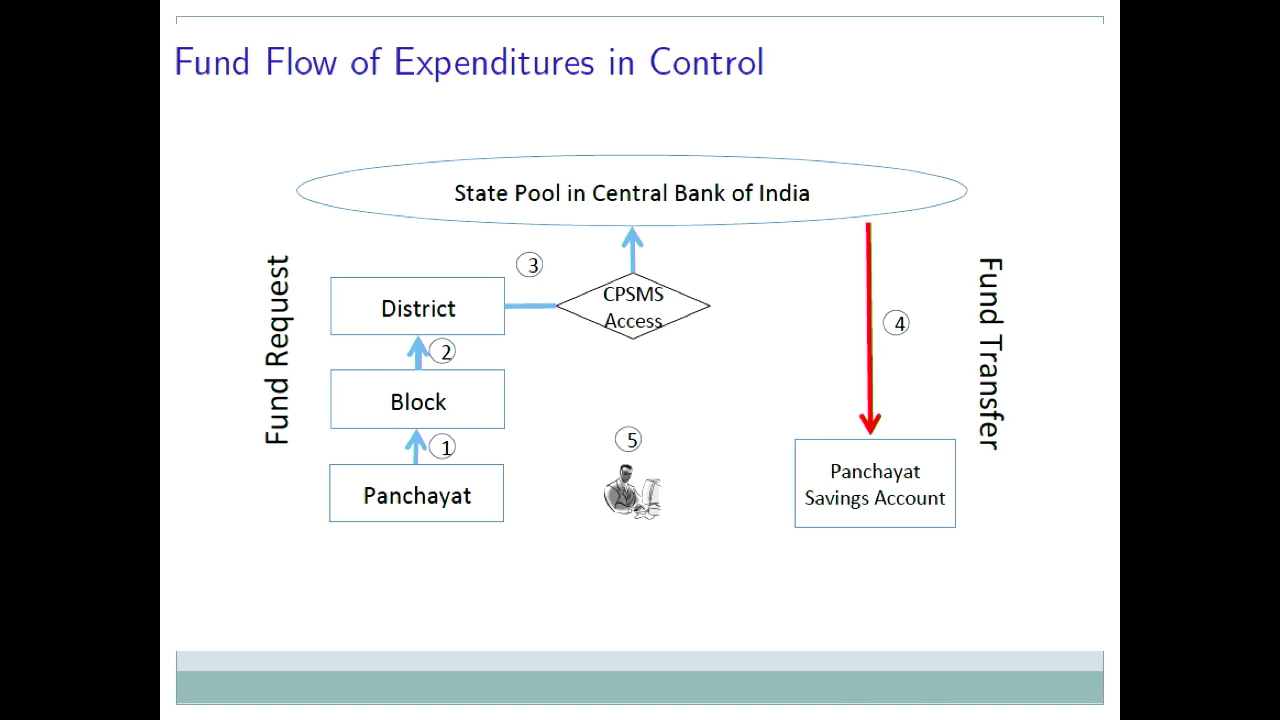 Fund Flow of Expenditures in Control
State Pool in Central Bank of India
Fund Request
3
District
CPSMS
Access
2
Block
1
Panchayat
5
4
Fund Transfer
Panchayat
Savings Account